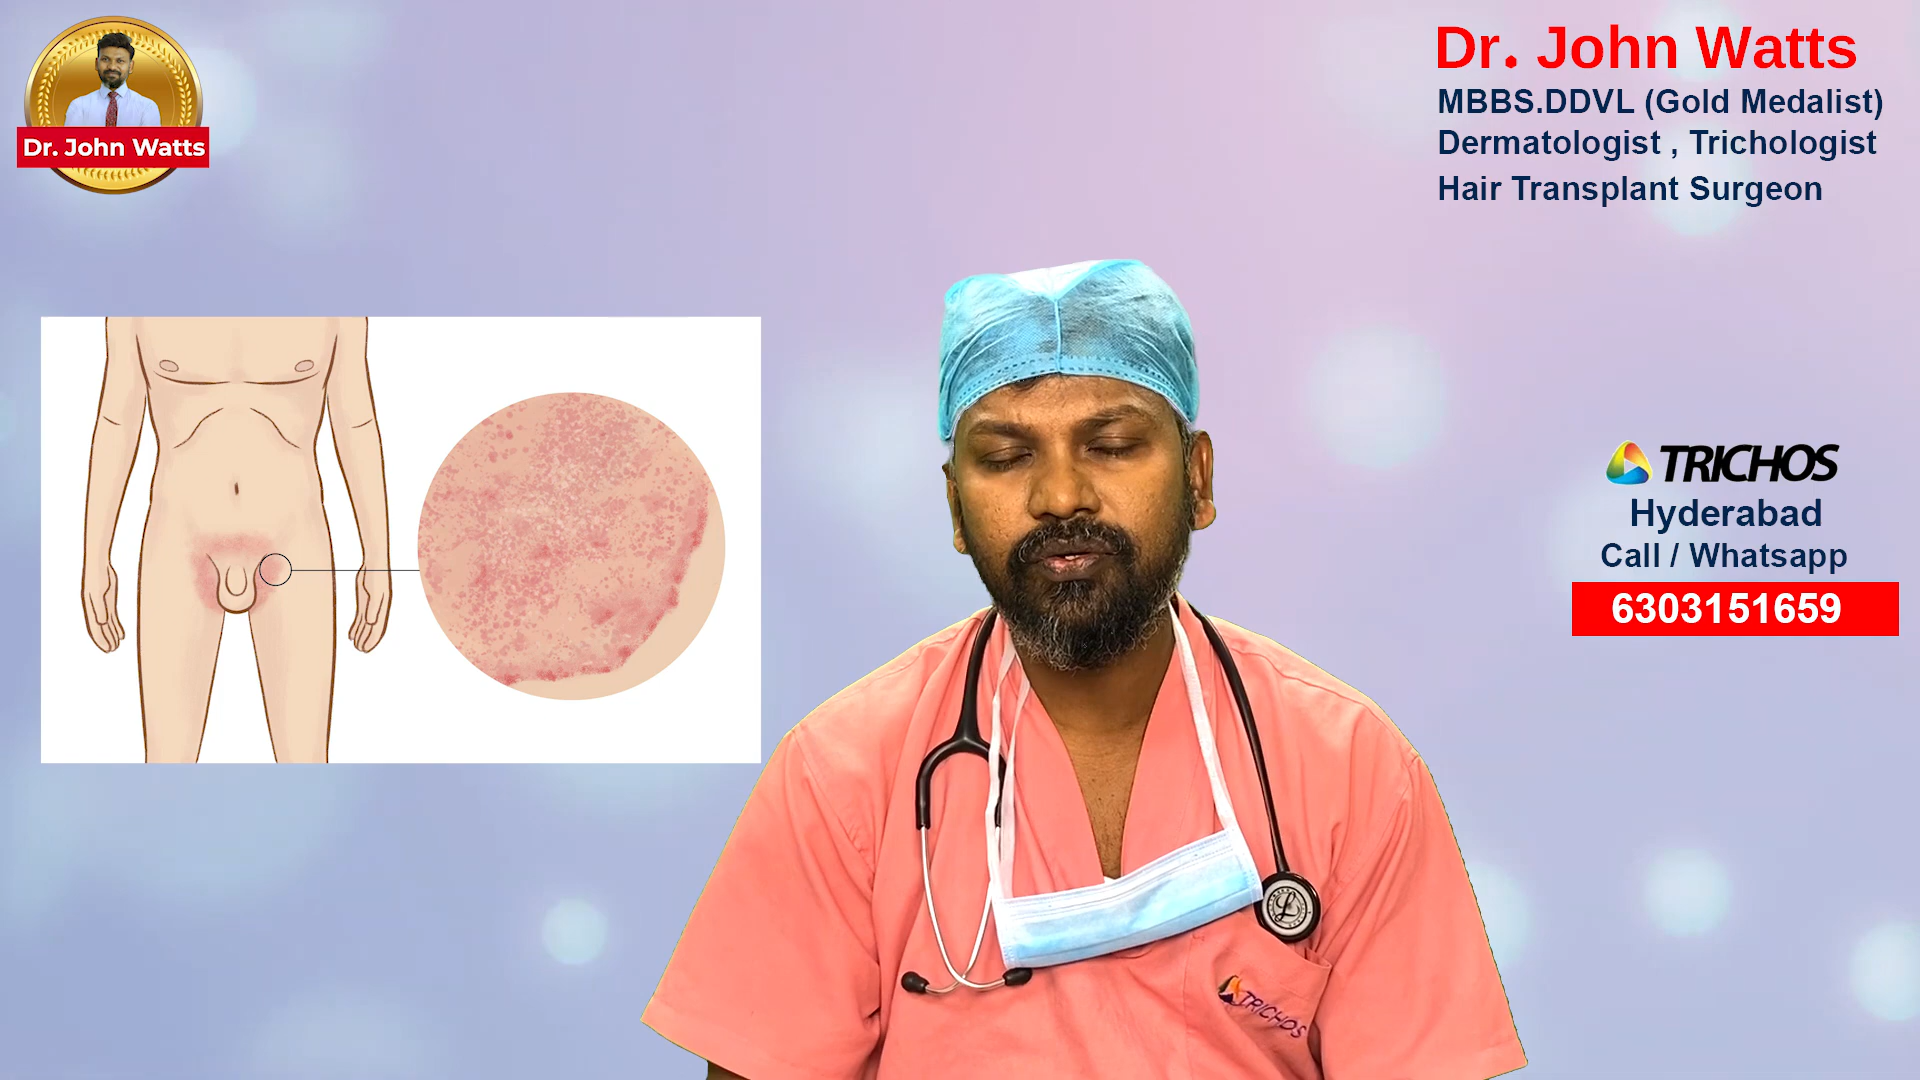 Dr. John Watts
Dr. John Watts
MBBS.DDVL (Gold Medalist)
Dermatologist , Trichologist
Hair Transplant Surgeon
TRICHOS
Hyderabad
Call / Whatsapp
6303151659
TRICHOS